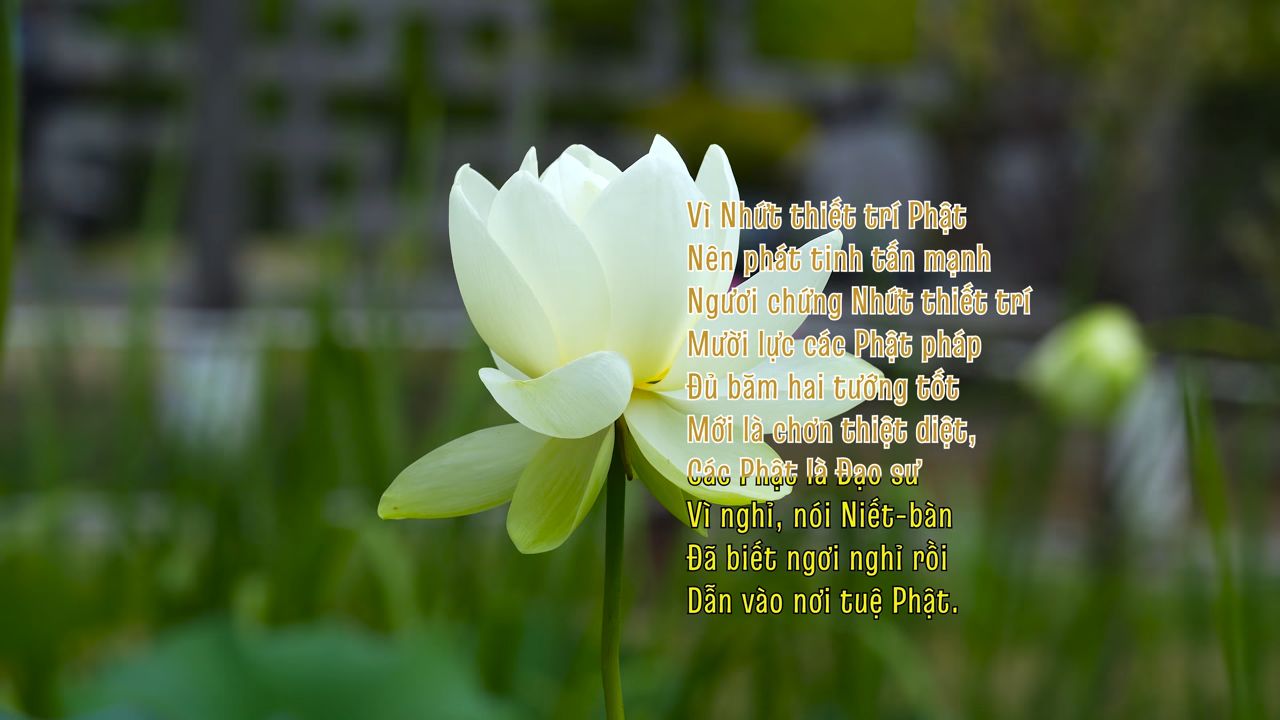 Vì Nhứt thiết trí Phật
Nên phát tinh tấn mạnh
Ngươi chứng Nhứt thiết trí
Mười lực các Phật pháp
Đủ băm hai tướng tốt
Mới là chơn thiệt diệt,
Các Phật là Đạo sư
Vì nghỉ, nói Niết-bàn
Đã biết ngơi nghỉ rồi
Dẫn vào nơi tuệ Phật.